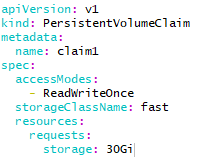 apiVersion: v1
kind: PersistentVolumeClaim
metadata:
  name: claim1
spec:
  accessModes:
    - ReadWriteOnce
  storageClassName: fast
  resources:
    requests:
      storage: 30Gi